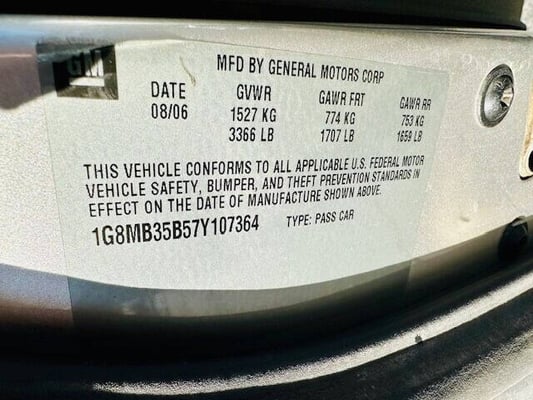 GM
MFD BY GENERAL MOTORS CORP
DATE GVWR GAWR FRT GAWR RR
08/06 1527 KG 774 KG 753 KG
3366 LB 1707 LB 1659 LB
THIS VEHICLE CONFORMS TO ALL APPLICABLE U.S. FEDERAL MOTOR
VEHICLE SAFETY, BUMPER, AND THEFT PREVENTION STANDARDS IN
EFFECT ON THE DATE OF MANUFACTURE SHOWN ABOVE.
1G8MB35B57Y107364 TYPE: PASS CAR